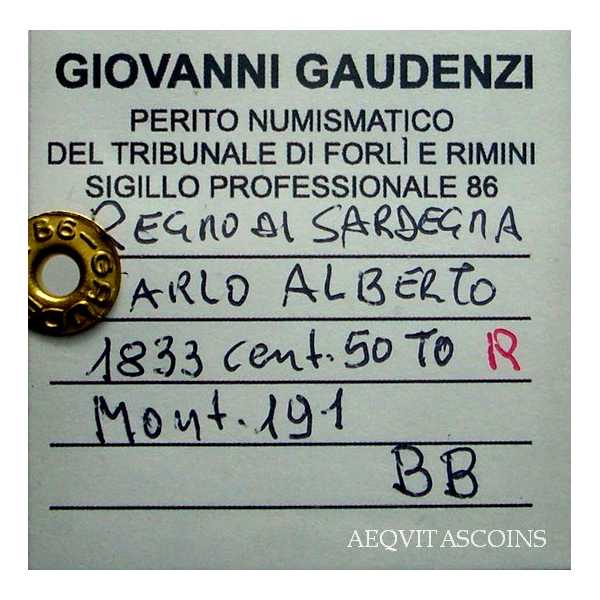 GIOVANNI GAUDENZI
PERITO NUMISMATICO
DEL TRIBUNALE DI FORLÌ E RIMINI
SIGILLO PROFESSIONALE 86
REGNO DI SARDEGNA
ARLO ALBERTO
1833 cent. 50 TO R
Mont. 191
BB
AEQVITASCOINS